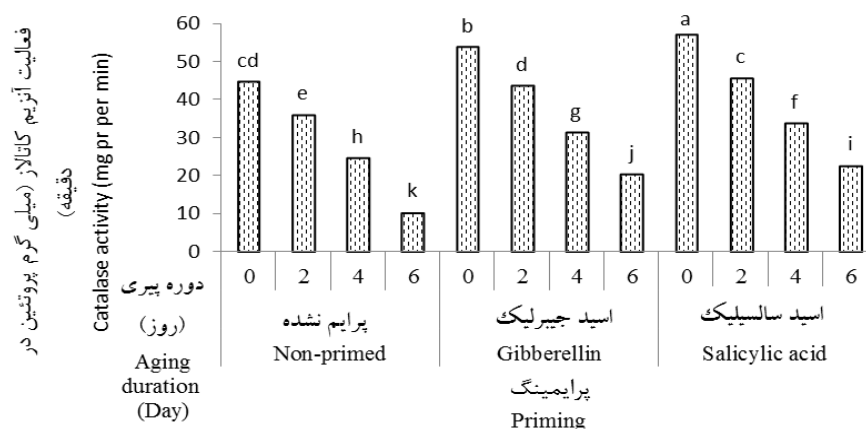 فعالیت آنزیم کاتالاز (میلی گرم پروتئین در
دقیقه)
Catalase activity (mg pr per min)
60
50
40
30
20
10
0
cd
e
h
k
b
d
g
j
a
c
f
i
دوره پیری
(روز)
Aging
duration
(Day)
0 2 4 6 0 2 4 6 0 2 4 6
پرایم نشده
اسید جیبرلیک
اسید سالسیلیک
Non-primed
Gibberellin
Salicylic acid
پرایمینگ
Priming